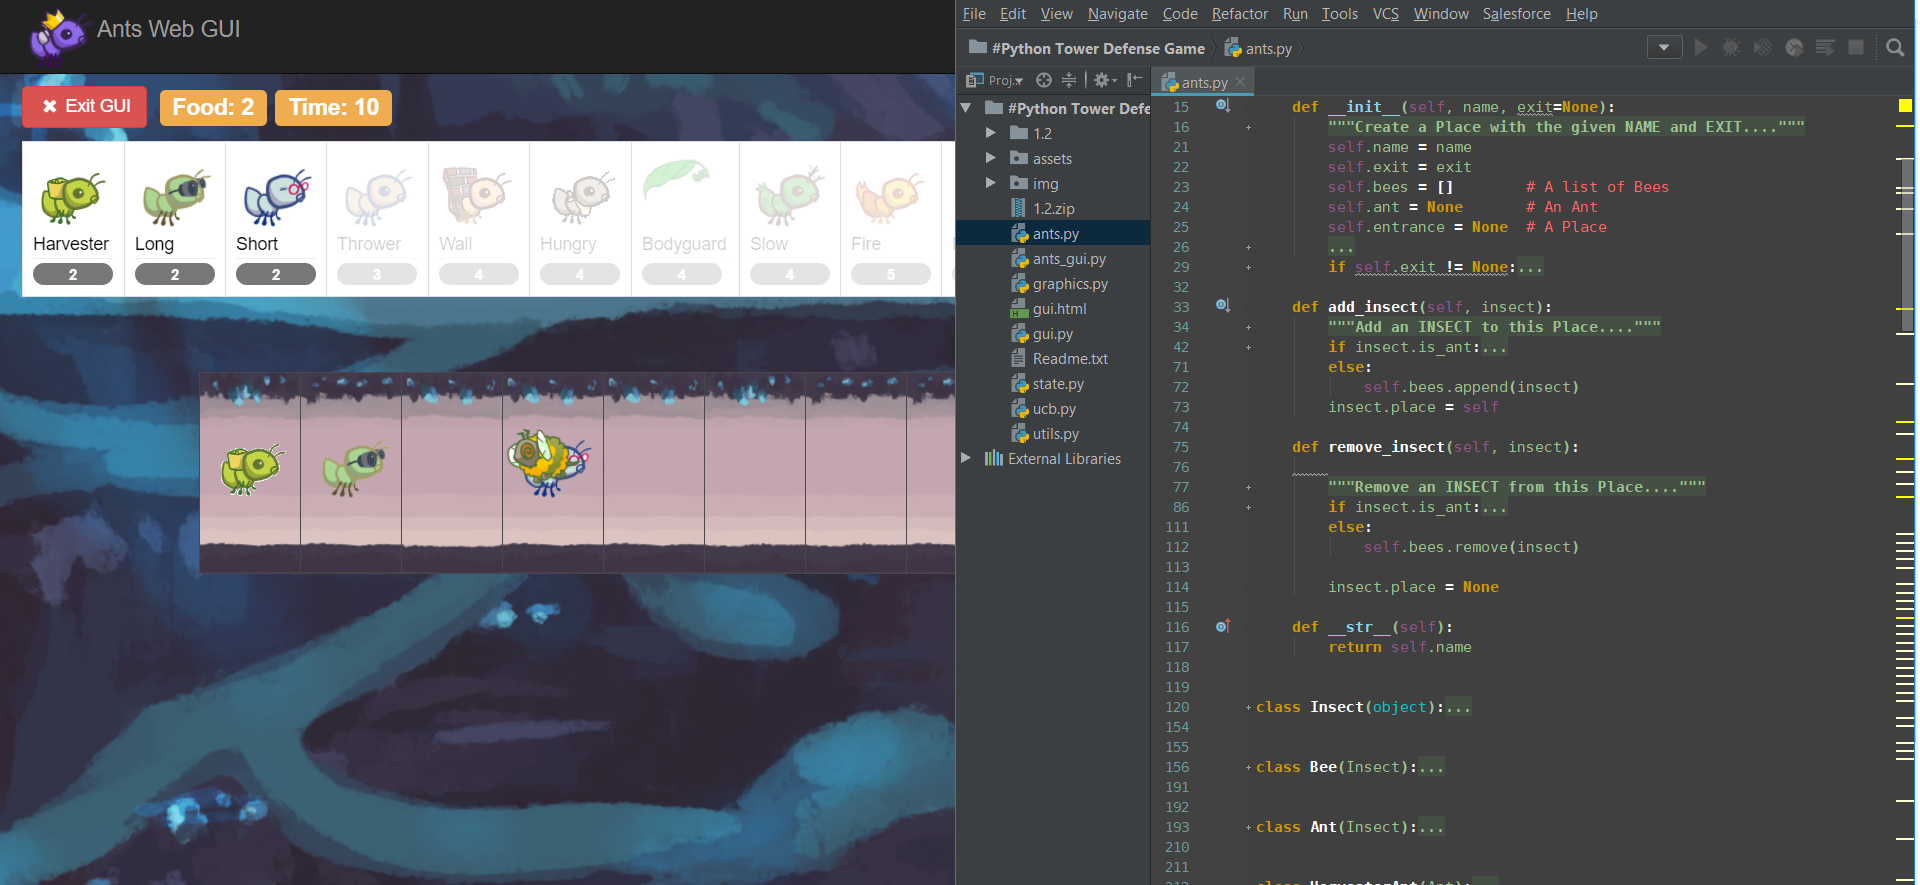 Ants Web GUI
✖ Exit GUI Food: 2 Time: 10
Harvester Long Short Thrower Wall Hungry Bodyguard Slow Fire
2 2 2 3 4 4 4 4 5
File Edit View Navigate Code Refactor Run Tools VCS Window Salesforce Help
#Python Tower Defense Game ants.py
Proj.
ants.py
#Python Tower Defe
1.2
assets
img
1.2.zip
ants.py
ants_gui.py
graphics.py
gui.html
gui.py
Readme.txt
state.py
ucb.py
utils.py
External Libraries
15 def __init__(self, name, exit=None):
16 """Create a Place with the given NAME and EXIT...."""
21 self.name = name
22 self.exit = exit
23 self.bees = [] # A list of Bees
24 self.ant = None # An Ant
25 self.entrance = None # A Place
26 ...
29 if self.exit != None:...
32
33 def add_insect(self, insect):
34 """Add an INSECT to this Place...."""
42 if insect.is_ant:...
71 else:
72 self.bees.append(insect)
73 insect.place = self
74
75 def remove_insect(self, insect):
76
77 """Remove an INSECT from this Place...."""
86 if insect.is_ant:...
111 else:
112 self.bees.remove(insect)
113
114 insect.place = None
115
116 def __str__(self):
117 return self.name
118
119
120 class Insect(object):...
154
155
156 class Bee(Insect):...
191
192
193 class Ant(Insect):...
210
211